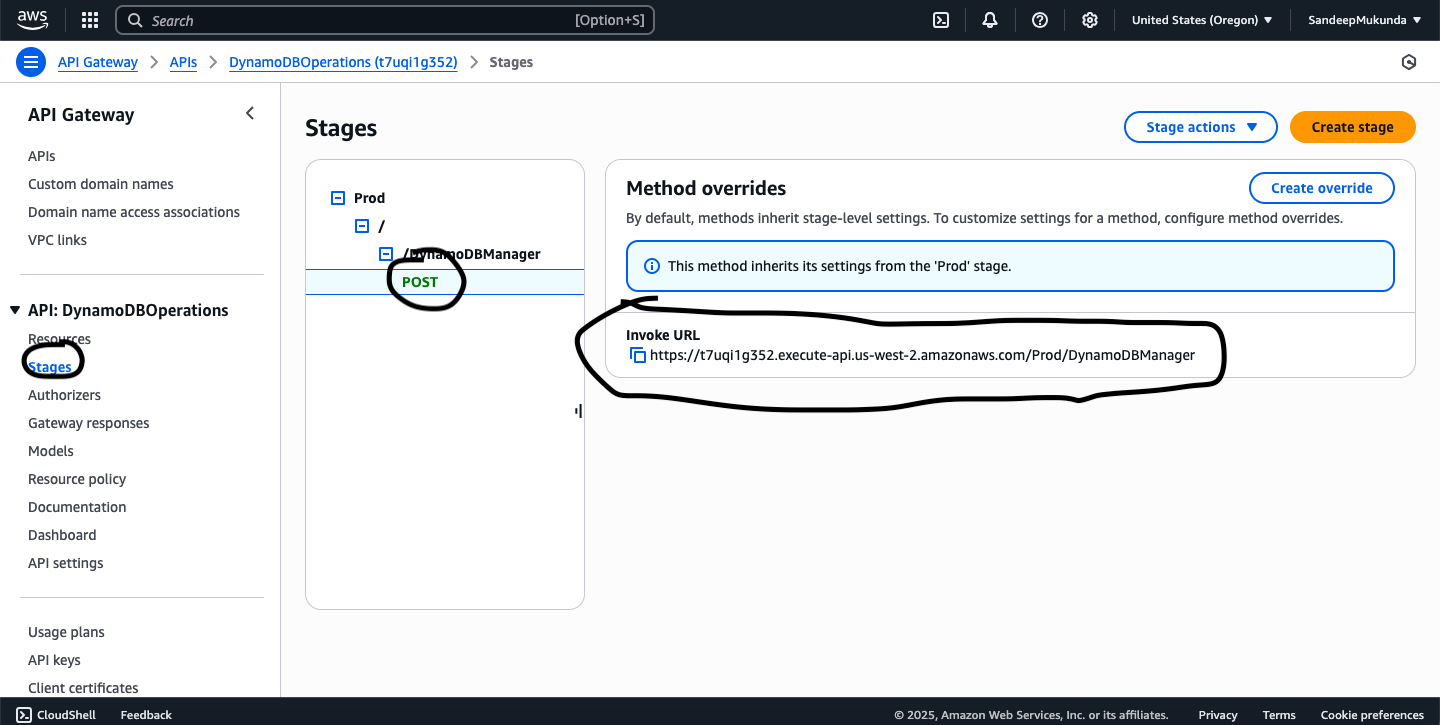 aws
Search [Option+S]
United States (Oregon)
SandeepMukunda
API Gateway
APIs
DynamoDBOperations (t7uqi1g352)
Stages
API Gateway
APIs
Custom domain names
Domain name access associations
VPC links
API: DynamoDBOperations
Resources
Stages
Authorizers
Gateway responses
Models
Resource policy
Documentation
Dashboard
API settings
Usage plans
API keys
Client certificates
Stages
Stage actions
Create stage
Prod
/
/DynamoDBManager
POST
Method overrides
Create override
By default, methods inherit stage-level settings. To customize settings for a method, configure method overrides.
This method inherits its settings from the 'Prod' stage.
Invoke URL
https://t7uqi1g352.execute-api.us-west-2.amazonaws.com/Prod/DynamoDBManager
CloudShell
Feedback
© 2025, Amazon Web Services, Inc. or its affiliates.
Privacy
Terms
Cookie preferences